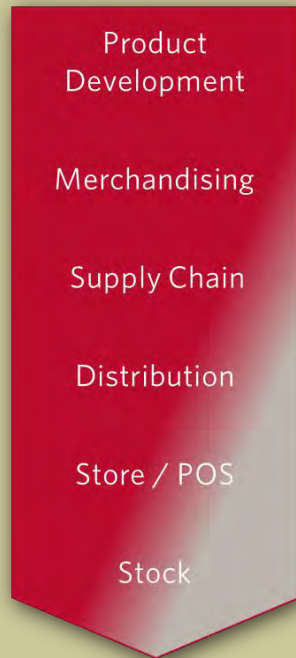 Product
Development
Merchandising
Supply Chain
Distribution
Store / POS
Stock